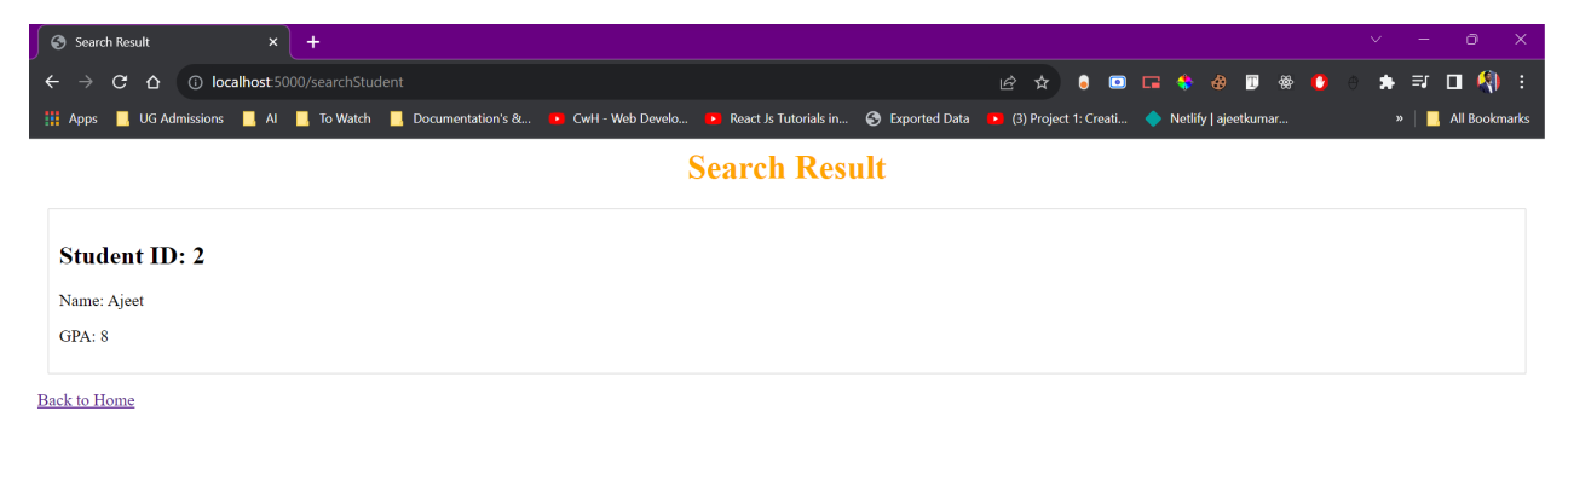 Search Result
localhost:5000/searchStudent
Apps UG Admissions AI To Watch Documentation's &... CwH - Web Develo... React Js Tutorials in... Exported Data (3) Project 1: Creati... Netlify | ajeetkumar... » All Bookmarks
Search Result
Student ID: 2
Name: Ajeet
GPA: 8
Back to Home